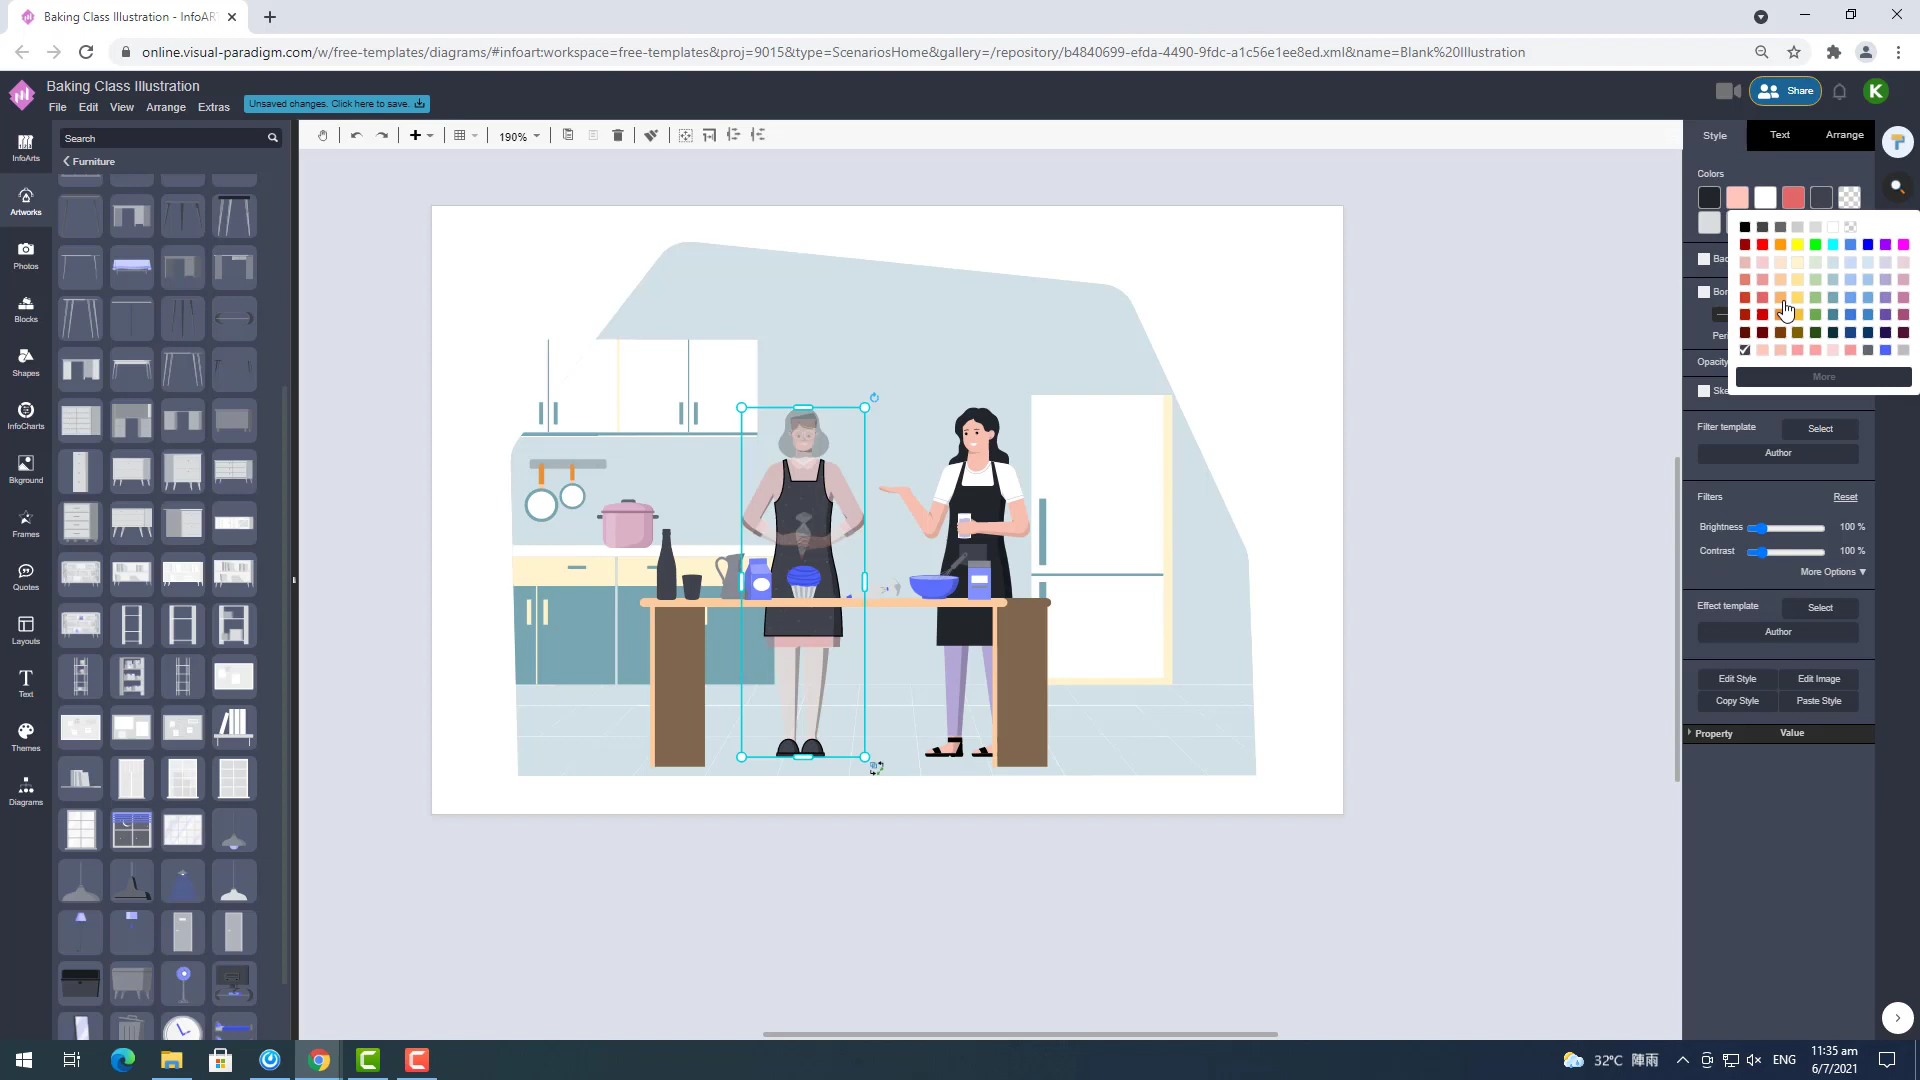 Baking Class Illustration - InfoAR
online.visual-paradigm.com/w/free-templates/diagrams/#infoart:workspace=free-templates&proj=9015&type=ScenariosHome&gallery=/repository/b4840699-efda-4490-9fdc-a1c56e1ee8ed.xml&name=Blank%20Illustration
Baking Class Illustration
File Edit View Arrange Extras
Unsaved changes. Click here to save.
Share
K
Search
Furniture
InfoArts
Artworks
Photos
Blocks
Shapes
InfoCharts
Bkground
Frames
Quotes
Layouts
Text
Themes
Diagrams
190%
Style Text Arrange
Colors
Bac
Bor
Peri
Opacity
Ske
More
Filter template Select
Author
Filters Reset
Brightness 100 %
Contrast 100 %
More Options ▼
Effect template Select
Author
Edit Style Edit Image
Copy Style Paste Style
Property Value
32°C 陣雨
ENG
11:35 am
6/7/2021